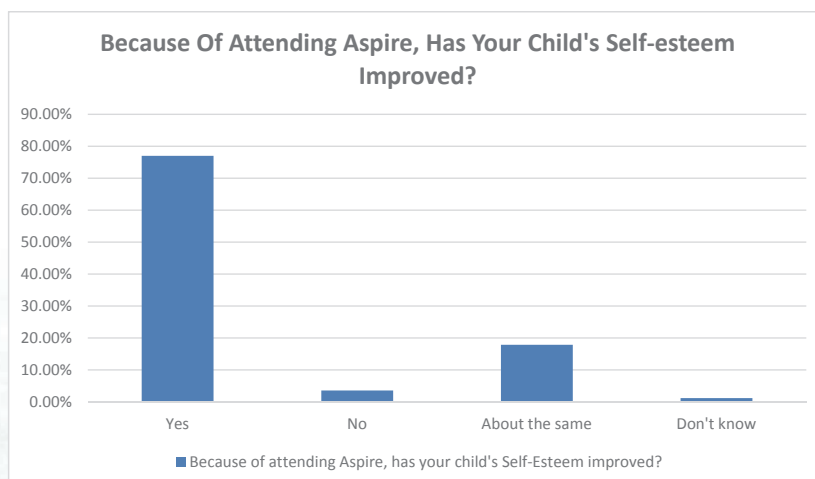 Because Of Attending Aspire, Has Your Child's Self-esteem
Improved?
90.00%
80.00%
70.00%
60.00%
50.00%
40.00%
30.00%
20.00%
10.00%
0.00%
Yes No About the same Don't know
Because of attending Aspire, has your child's Self-Esteem improved?